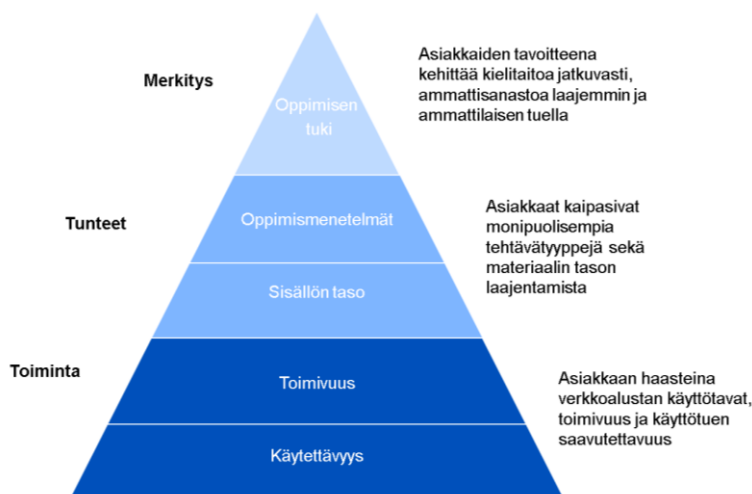 Merkitys
Oppimisen
tuki
Asiakkaiden tavoitteena
kehittää kielitaitoa jatkuvasti,
ammattisanastoa laajemmin ja
ammattilaisen tuella
Tunteet
Oppimismenetelmät
Sisällön taso
Asiakkaat kaipasivat
monipuolisempia
tehtävätyyppejä sekä
materiaalin tason
laajentamista
Toiminta
Toimivuus
Käytettävyys
Asiakkaan haasteina
verkkoalustan käyttötavat,
toimivuus ja käyttötuen
saavutettavuus